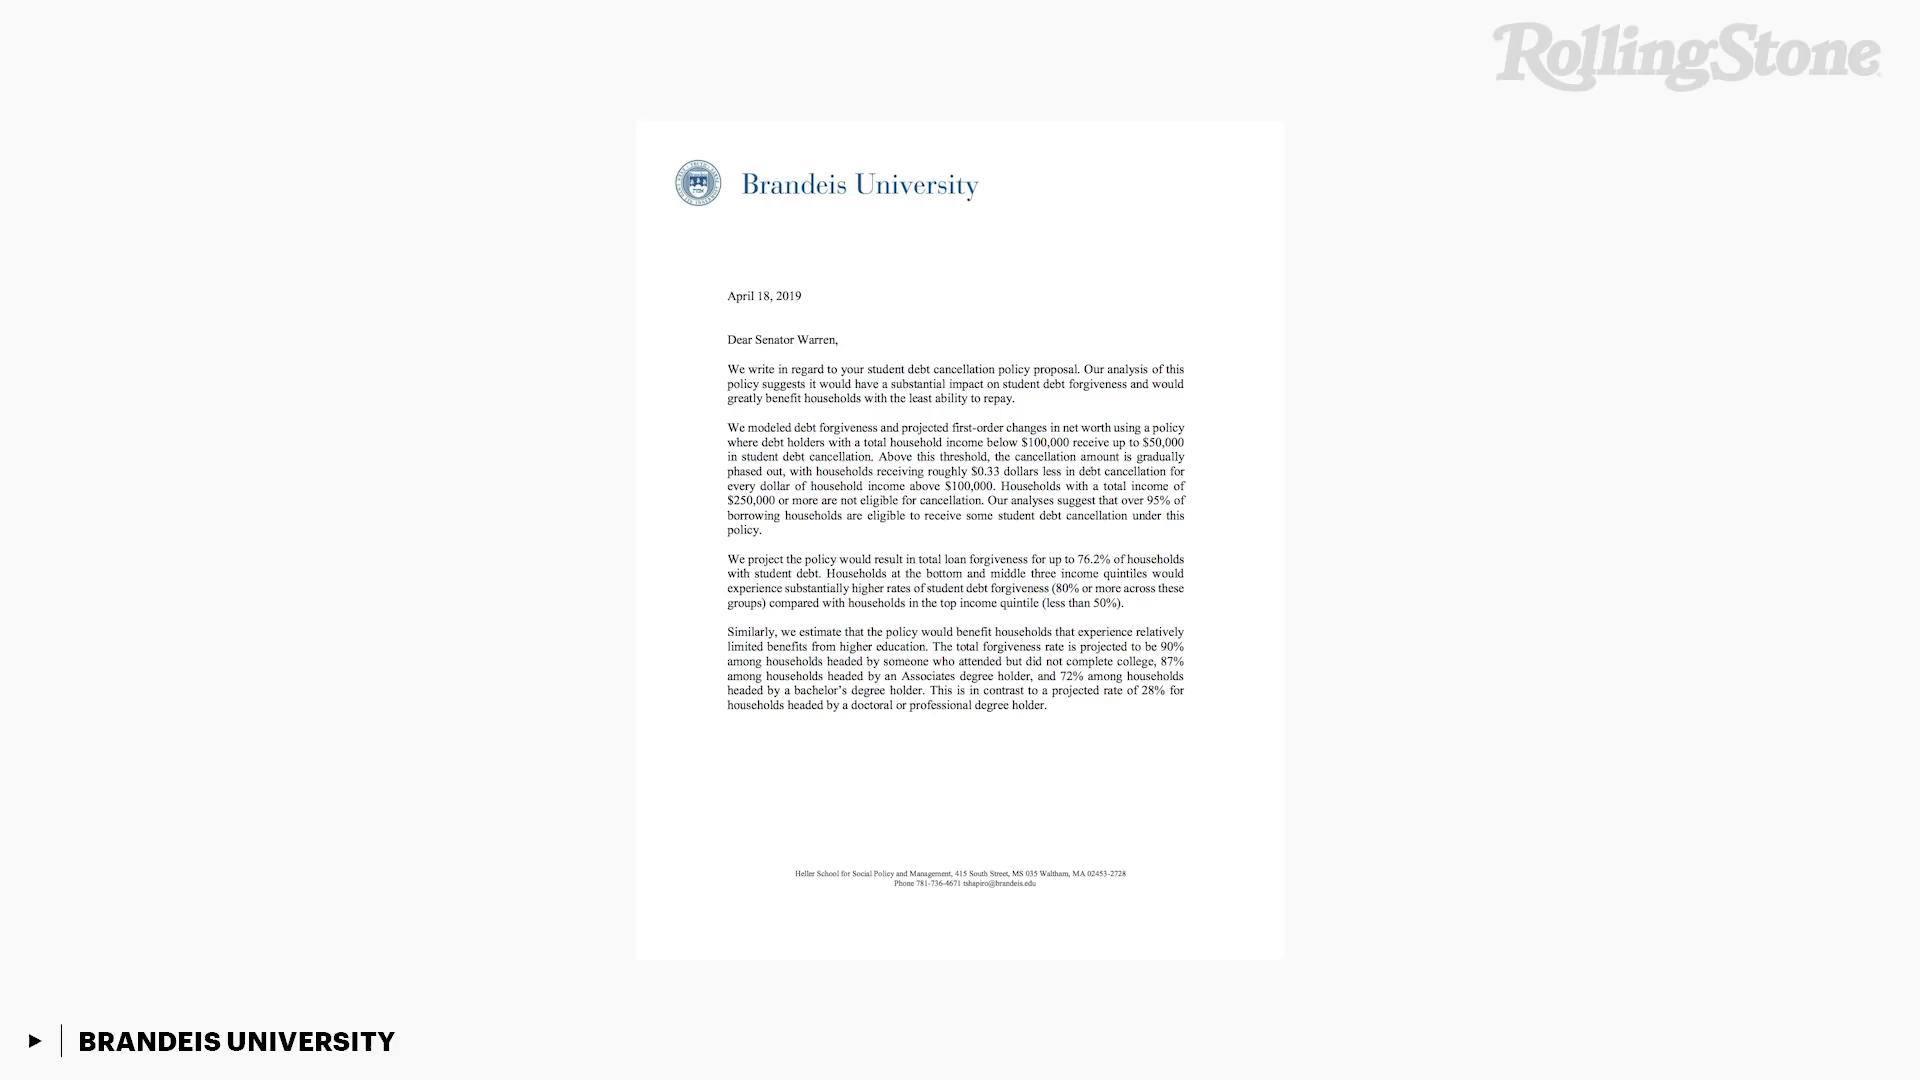 RollingStone
Brandeis University
April 18, 2019
Dear Senator Warren,
We write in regard to your student debt cancellation policy proposal. Our analysis of this
policy suggests it would have a substantial impact on student debt forgiveness and would
greatly benefit households with the least ability to repay.
We modeled debt forgiveness and projected first-order changes in net worth using a policy
where debt holders with a total household income below $100,000 receive up to $50,000
in student debt cancellation. Above this threshold, the cancellation amount is gradually
phased out, with households receiving roughly $0.33 dollars less in debt cancellation for
every dollar of household income above $100,000. Households with a total income of
$250,000 or more are not eligible for cancellation. Our analyses suggest that over 95% of
borrowing households are eligible to receive some student debt cancellation under this
policy.
We project the policy would result in total loan forgiveness for up to 76.2% of households
with student debt. Households at the bottom and middle three income quintiles would
experience substantially higher rates of student debt forgiveness (80% or more across these
groups) compared with households in the top income quintile (less than 50%).
Similarly, we estimate that the policy would benefit households that experience relatively
limited benefits from higher education. The total forgiveness rate is projected to be 90%
among households headed by someone who attended but did not complete college, 87%
among households headed by an Associates degree holder, and 72% among households
headed by a bachelor’s degree holder. This is in contrast to a projected rate of 28% for
households headed by a doctoral or professional degree holder.
Heller School for Social Policy and Management, 415 South Street, MS 035 Waltham, MA 02453-2728
Phone 781-736-4671 tshapiro@brandeis.edu
BRANDEIS UNIVERSITY